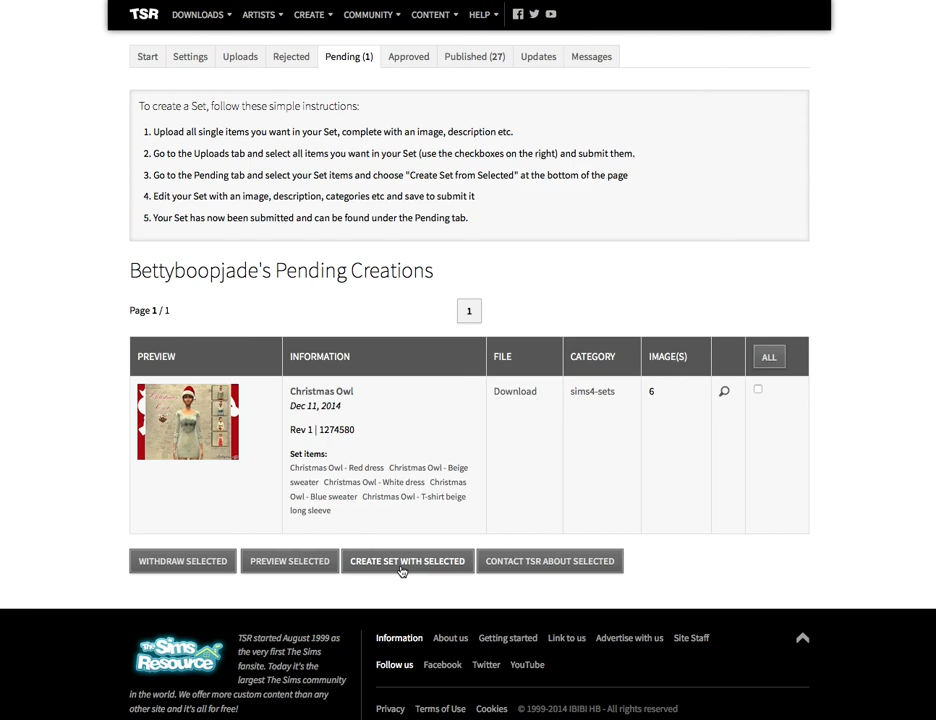 TSR DOWNLOADS ARTISTS CREATE COMMUNITY CONTENT HELP
Start Settings Uploads Rejected Pending (1) Approved Published (27) Updates Messages
To create a Set, follow these simple instructions:
1. Upload all single items you want in your Set, complete with an image, description etc.
2. Go to the Uploads tab and select all items you want in your Set (use the checkboxes on the right) and submit them.
3. Go to the Pending tab and select your Set items and choose "Create Set from Selected" at the bottom of the page
4. Edit your Set with an image, description, categories etc and save to submit it
5. Your Set has now been submitted and can be found under the Pending tab.
Bettyboopjade's Pending Creations
Page 1 / 1
1
PREVIEW INFORMATION FILE CATEGORY IMAGE(S) ALL
Christmas Owl Download sims4-sets 6
Dec 11, 2014
Rev 1 | 1274580
Set items:
Christmas Owl - Red dress Christmas Owl - Beige
sweater Christmas Owl - White dress Christmas
Owl - Blue sweater Christmas Owl - T-shirt beige
long sleeve
WITHDRAW SELECTED PREVIEW SELECTED CREATE SET WITH SELECTED CONTACT TSR ABOUT SELECTED
The Sims Resource
TSR started August 1999 as
the very first The Sims
fansite. Today it's the
largest The Sims community
in the world. We offer more custom content than any
other site and it's all for free!
Information About us Getting started Link to us Advertise with us Site Staff
Follow us Facebook Twitter YouTube
Privacy Terms of Use Cookies © 1999-2014 IBIBI HB - All rights reserved